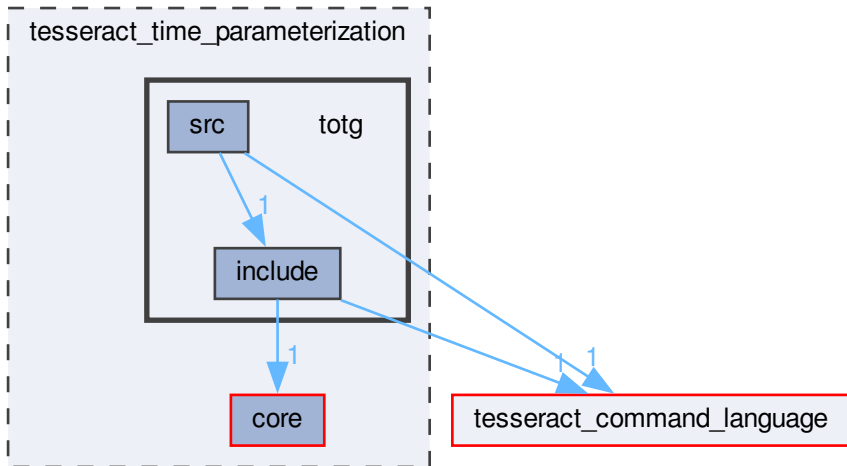 tesseract_time_parameterization
src
totg
1
include
1
1
1
core
tesseract_command_language